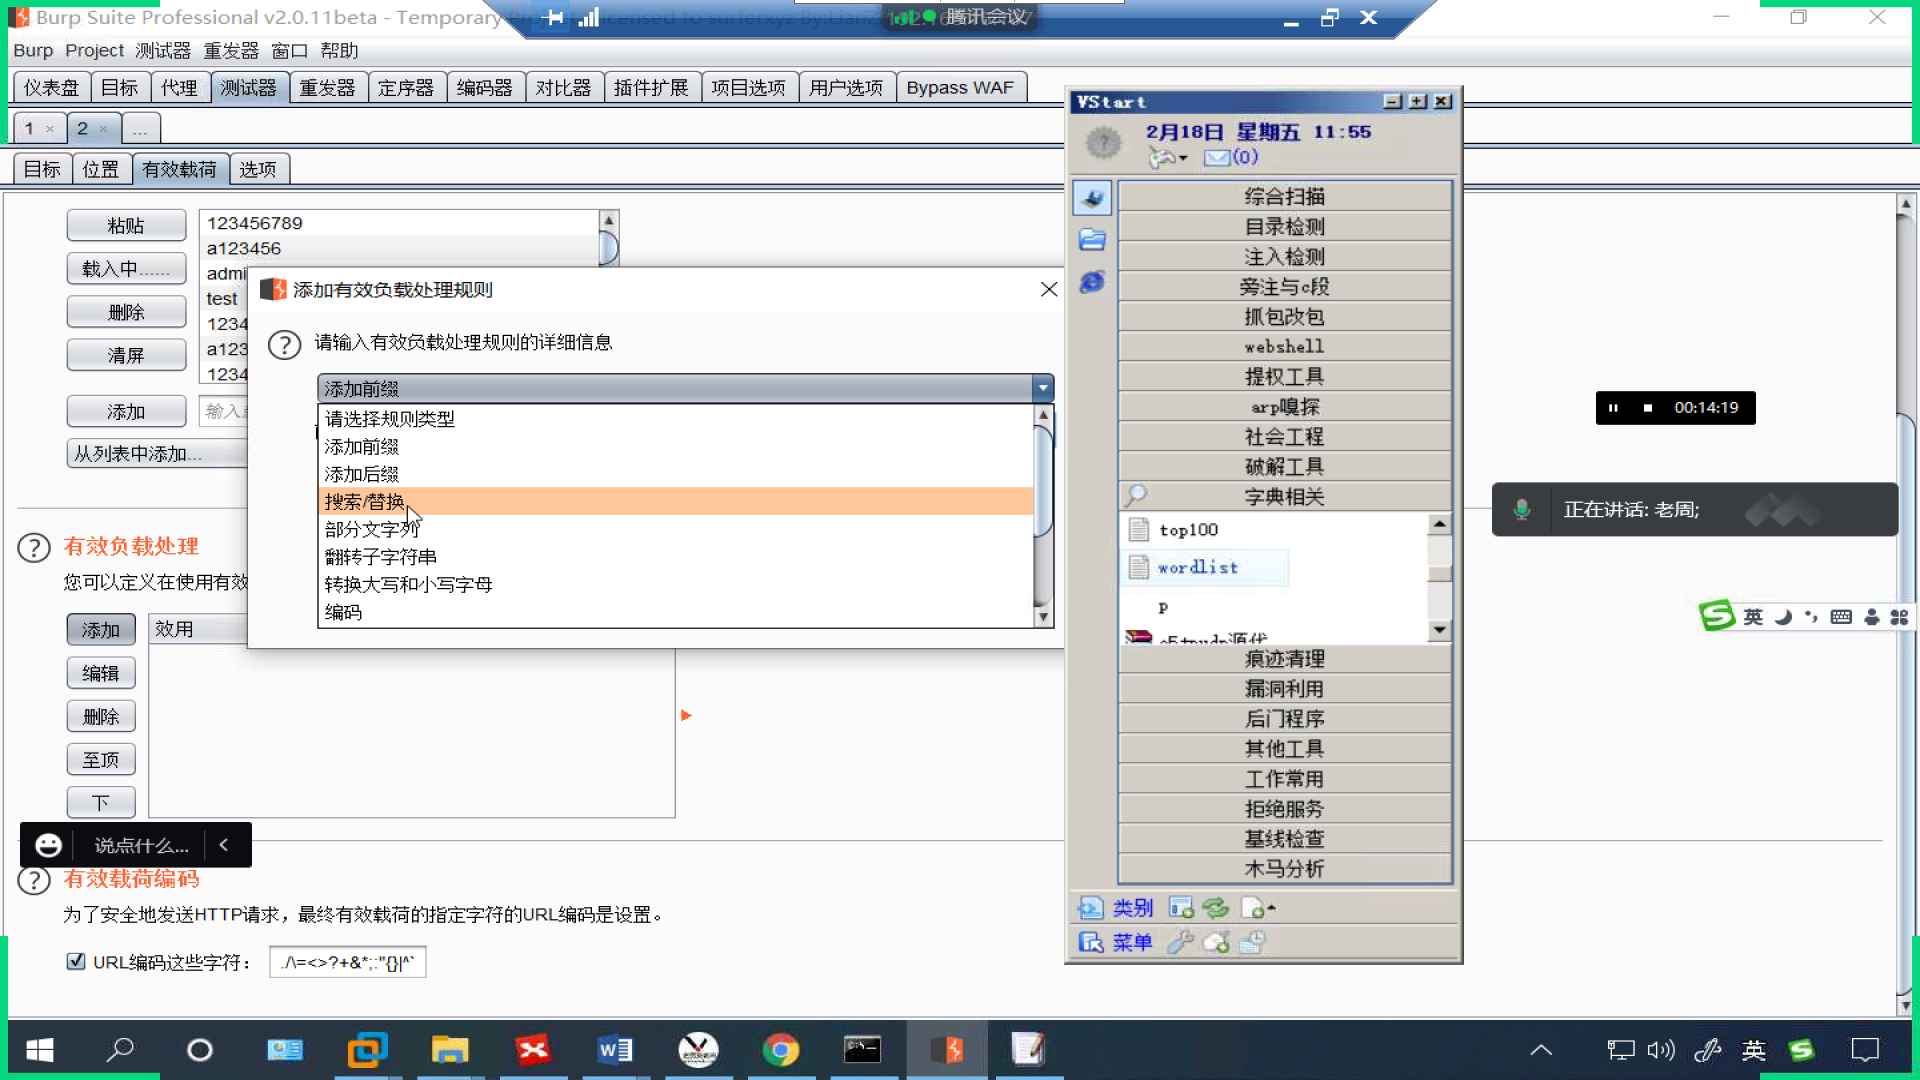 Burp Suite Professional v2.0.11beta - Temporary
licensed to surferxyz By:Lian
腾讯会议
Burp Project 测试器 重发器 窗口 帮助
仪表盘 目标 代理 测试器 重发器 定序器 编码器 对比器 插件扩展 项目选项 用户选项 Bypass WAF
1 × 2 × ...
目标 位置 有效载荷 选项
粘贴
载入中......
删除
清屏
添加
从列表中添加...
123456789
a123456
admi
test
1234
a123
1234
输入
添加有效负载处理规则
请输入有效负载处理规则的详细信息
添加前缀
请选择规则类型
添加前缀
添加后缀
搜索/替换
部分文字列
翻转子字符串
转换大写和小写字母
编码
有效负载处理
您可以定义在使用有效
添加
编辑
删除
至顶
下
效用
说点什么...
有效载荷编码
为了安全地发送HTTP请求，最终有效载荷的指定字符的URL编码是设置。
URL编码这些字符： ./\=<>?+&*;:"{}|^`
VStart
2月18日 星期五 11:55
(0)
综合扫描
目录检测
注入检测
旁注与c段
抓包改包
webshell
提权工具
arp嗅探
社会工程
破解工具
字典相关
top100
wordlist
p
痕迹清理
漏洞利用
后门程序
其他工具
工作常用
拒绝服务
基线检查
木马分析
类别
菜单
00:14:19
正在讲话: 老周;
英
英